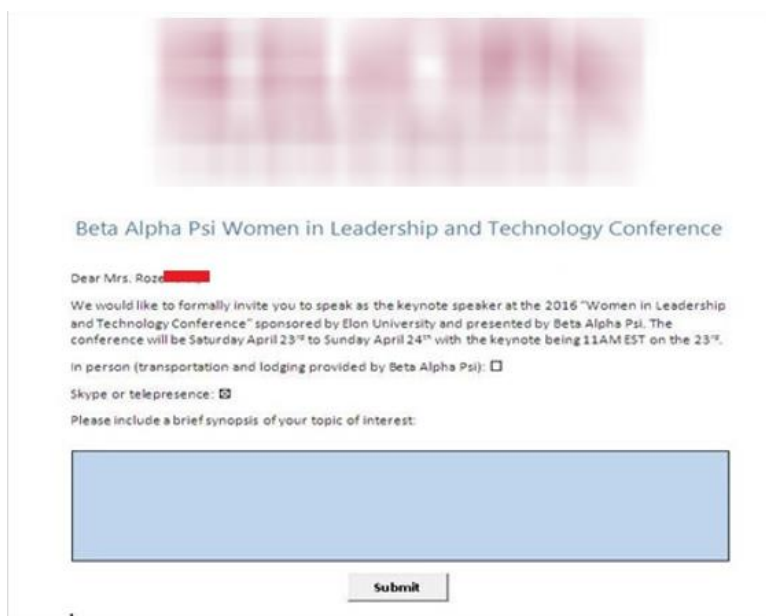 Beta Alpha Psi Women in Leadership and Technology Conference
Dear Mrs. Roze
We would like to formally invite you to speak as the keynote speaker at the 2016 "Women in Leadership
and Technology Conference" sponsored by Elon University and presented by Beta Alpha Psi. The
conference will be Saturday April 23rd to Sunday April 24th with the keynote being 11AM EST on the 23rd.
In person (transportation and lodging provided by Beta Alpha Psi): ☐
Skype or telepresence: ☒
Please include a brief synopsis of your topic of interest:
Submit